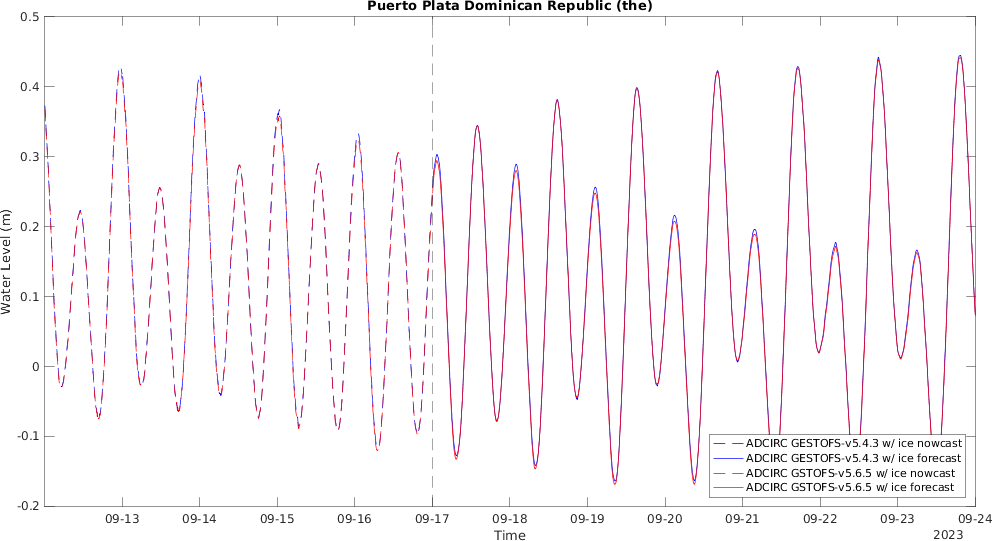 Puerto Plata Dominican Republic (the)
0.5
0.4
0.3
0.2
0.1
0
-0.1
-0.2
Water Level (m)
ADCIRC GESTOFS-v5.4.3 w/ ice nowcast
ADCIRC GESTOFS-v5.4.3 w/ ice forecast
ADCIRC GSTOFS-v5.6.5 w/ ice nowcast
ADCIRC GSTOFS-v5.6.5 w/ ice forecast
09-13 09-14 09-15 09-16 09-17 09-18 09-19 09-20 09-21 09-22 09-23 09-24
Time
2023